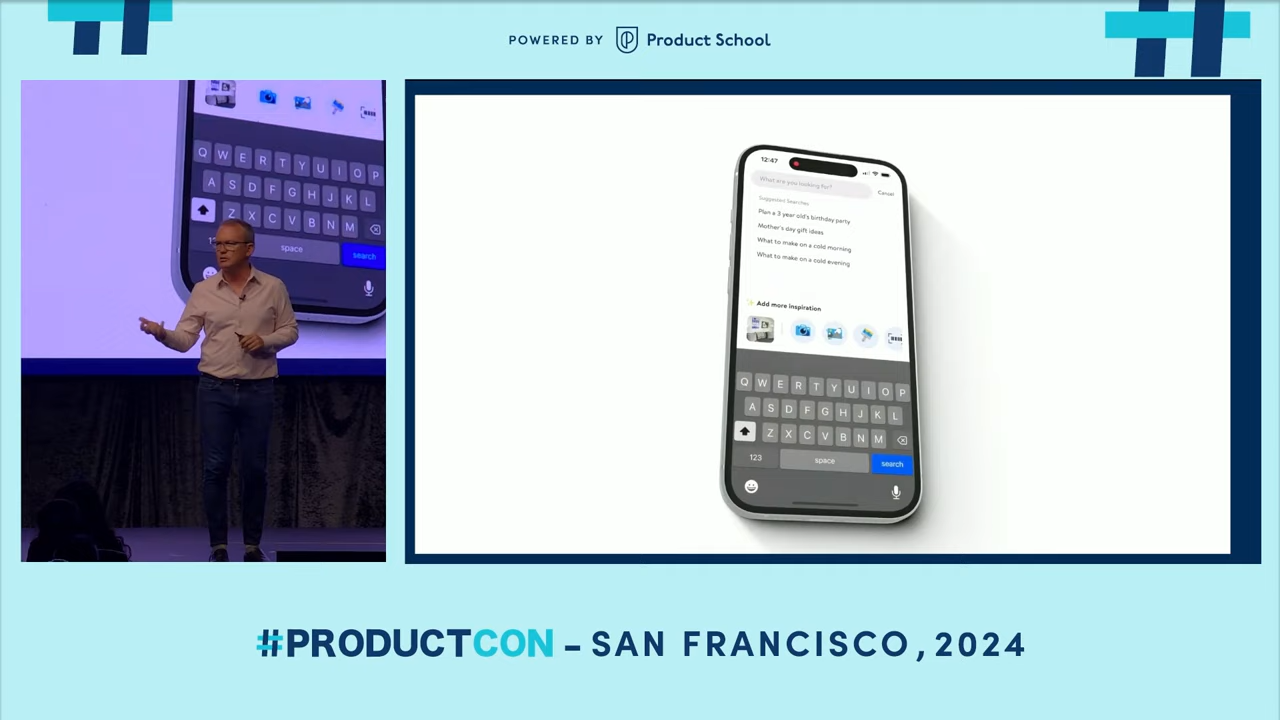 POWERED BY Product School
Q W E R T Y U I O P
A S D F G H J K L
Z X C V B N M
space
search
12:47
What are you looking for?
Cancel
Suggested Searches
Plan a 3 year old's birthday party
Mother's day gift ideas
What to make on a cold morning
What to make on a cold evening
Add more inspiration
Q W E R T Y U I O P
A S D F G H J K L
Z X C V B N M
123
space
search
#PRODUCTCON – SAN FRANCISCO, 2024